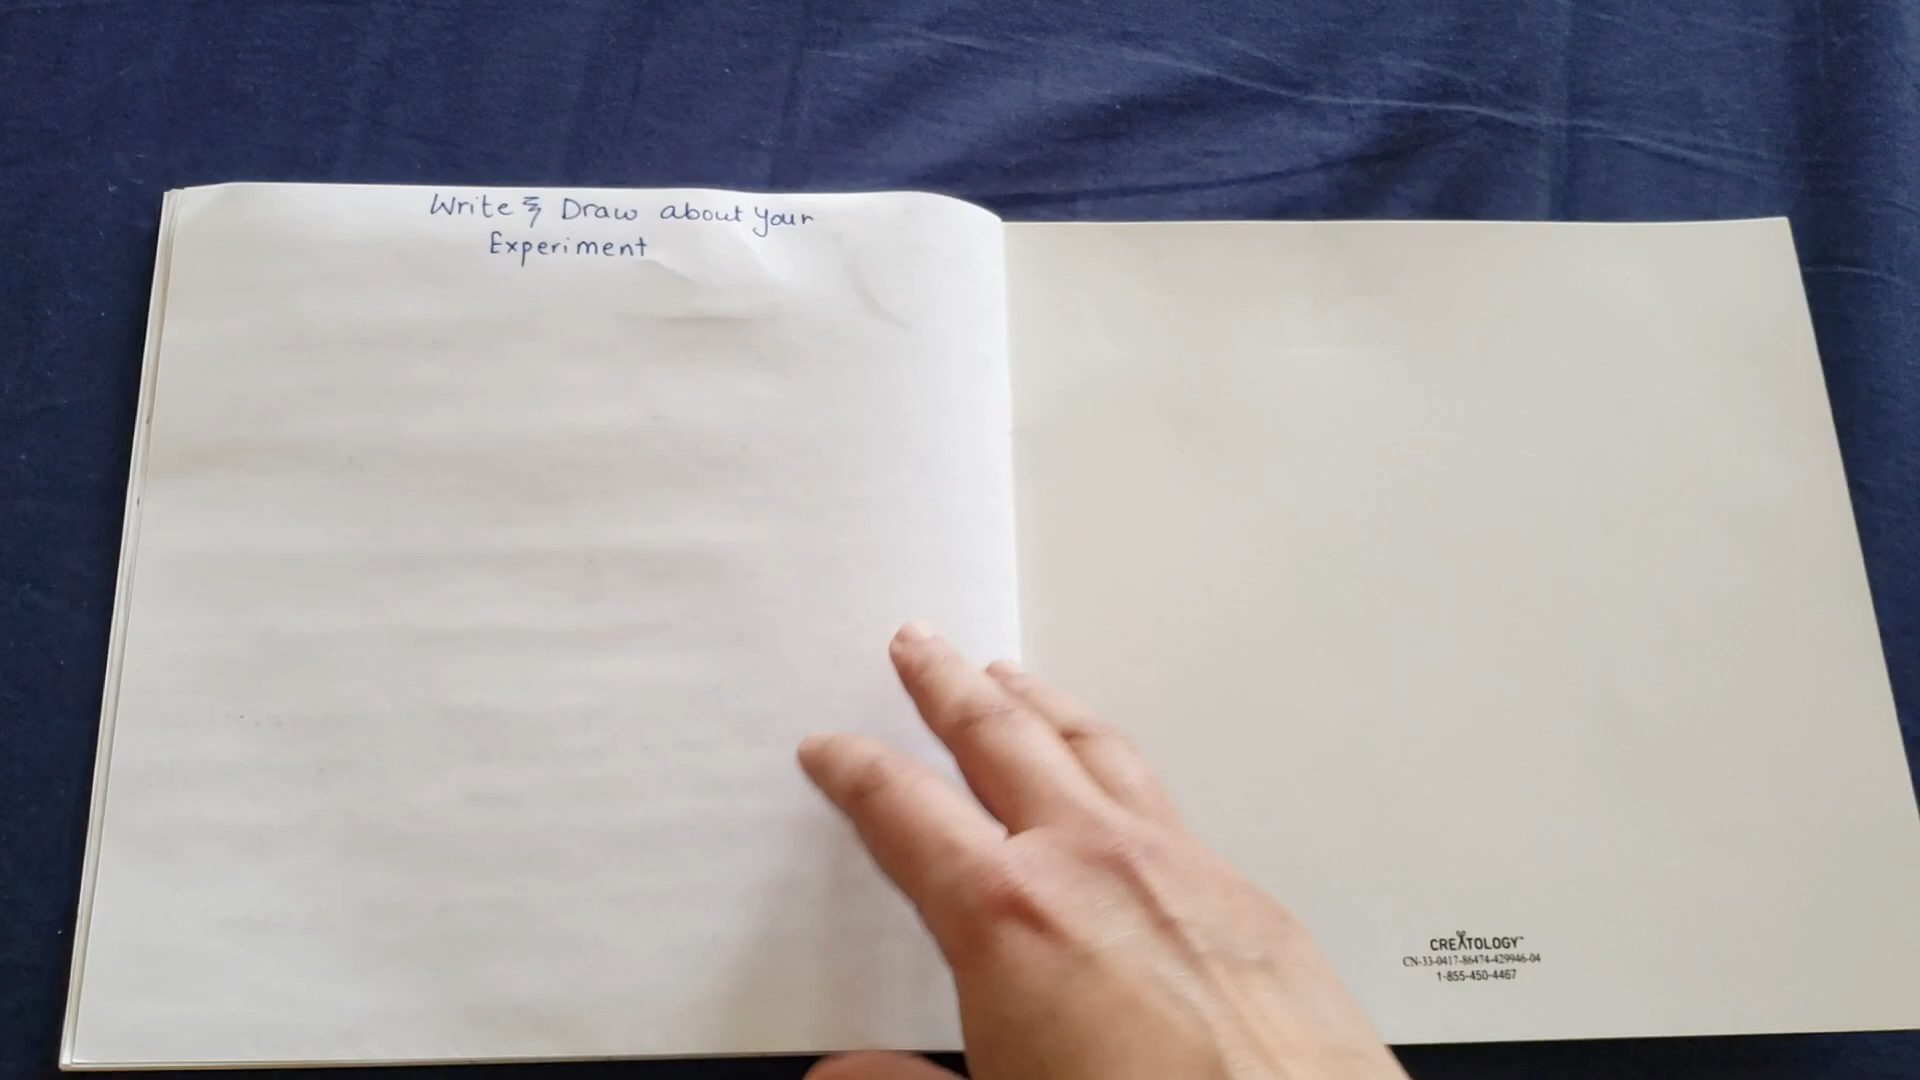 Write & Draw about your
Experiment
CREATOLOGY™
CN-33-0417-86474-429946-04
1-855-450-4467